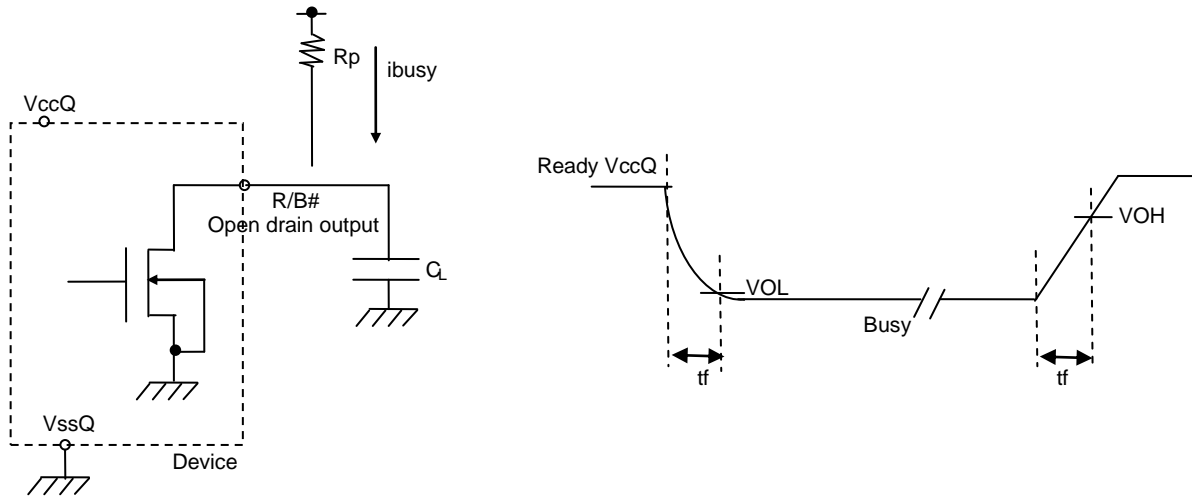 Rp
ibusy
VccQ
R/B#
Open drain output
CL
VssQ
Device
Ready VccQ
VOH
VOL
Busy
tf
tf